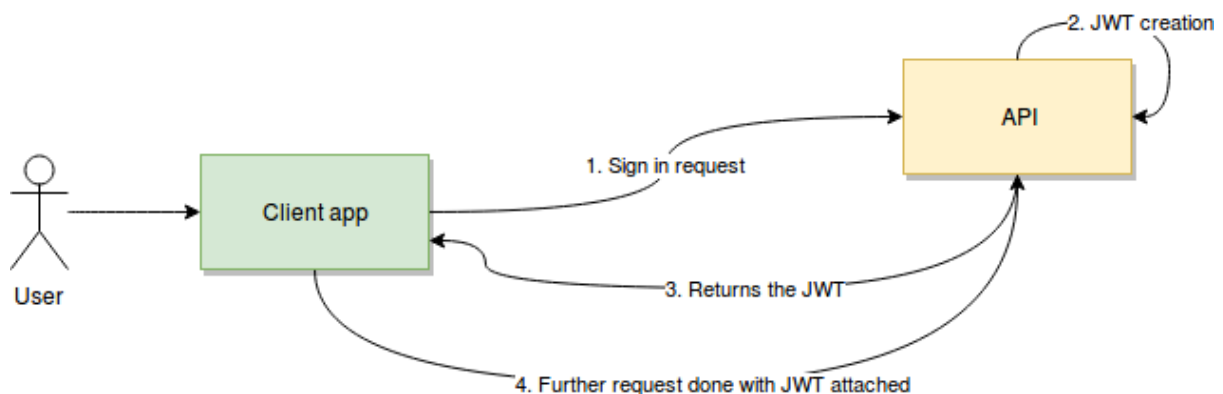 2. JWT creation
API
1. Sign in request
Client app
User
3. Returns the JWT
4. Further request done with JWT attached